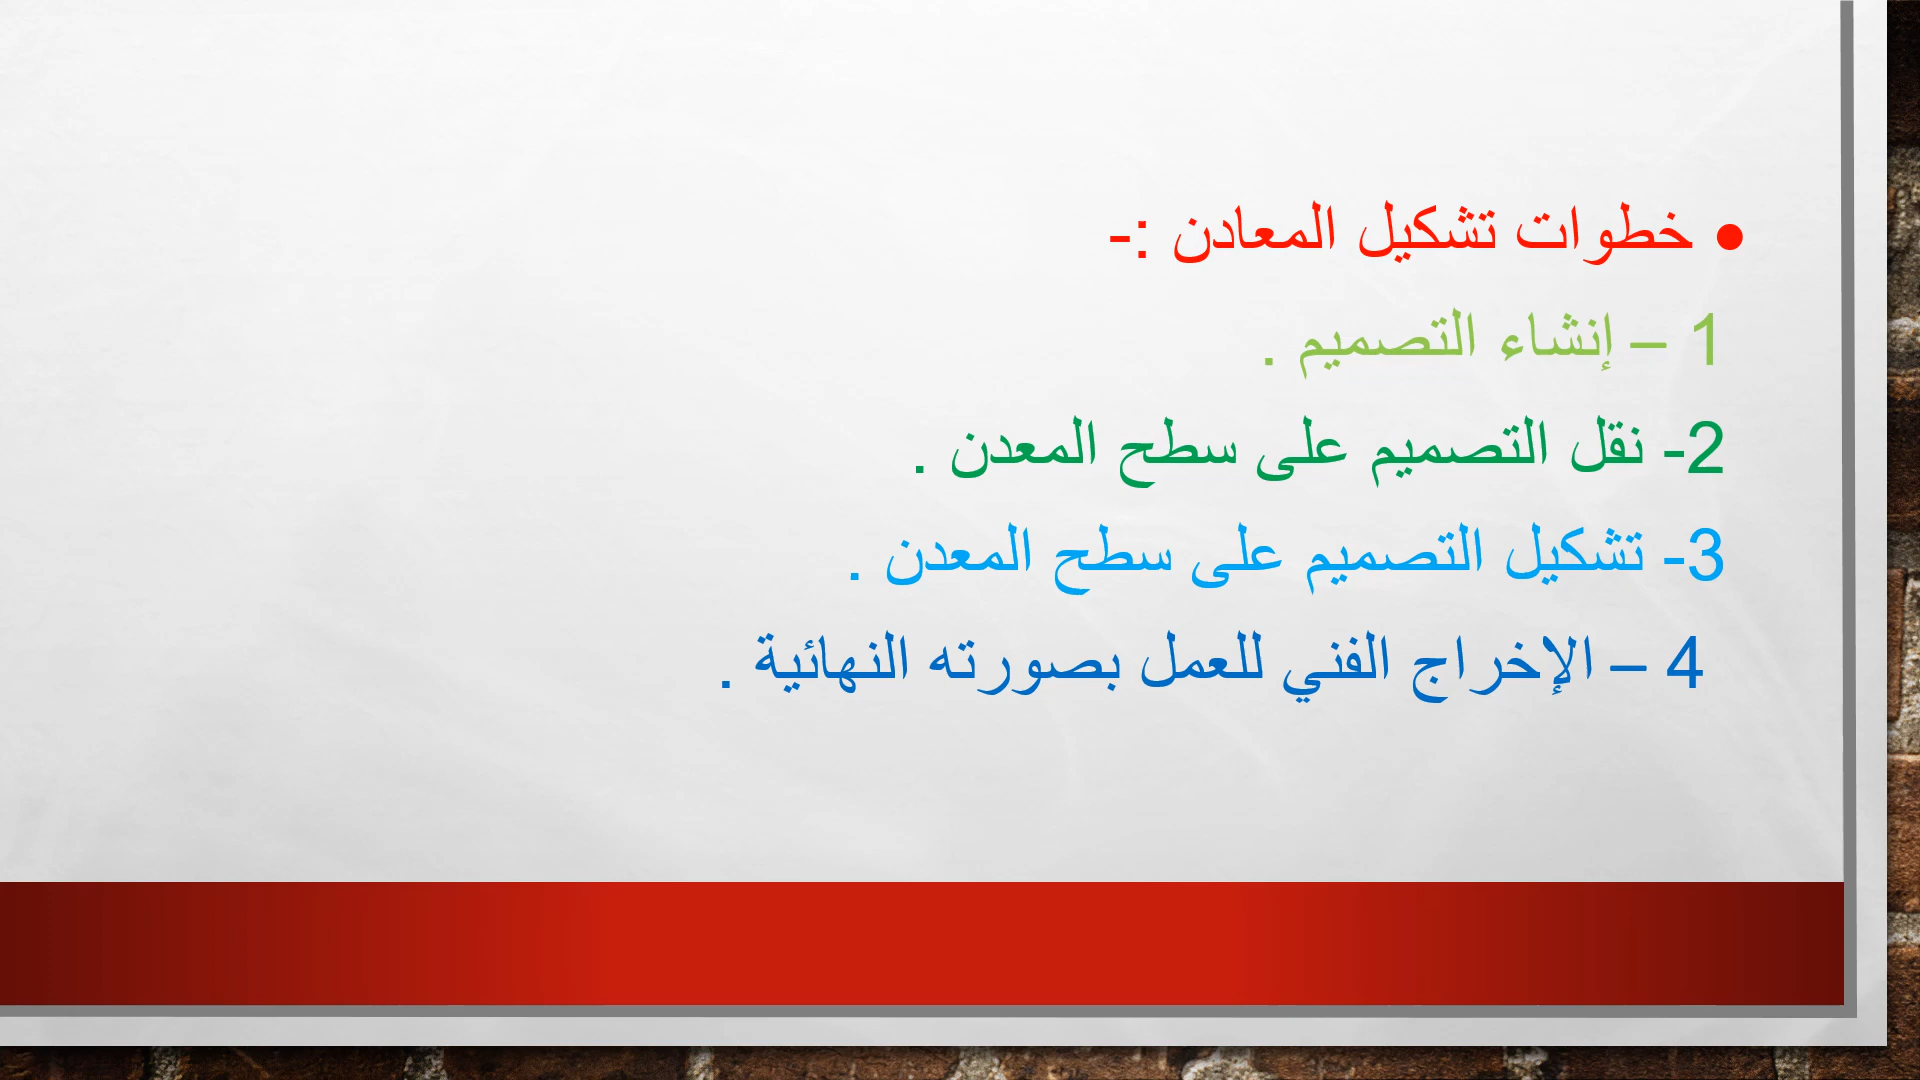 • خطوات تشكيل المعادن :-
1 – إنشاء التصميم .
2- نقل التصميم على سطح المعدن .
3- تشكيل التصميم على سطح المعدن .
4 – الإخراج الفني للعمل بصورته النهائية .